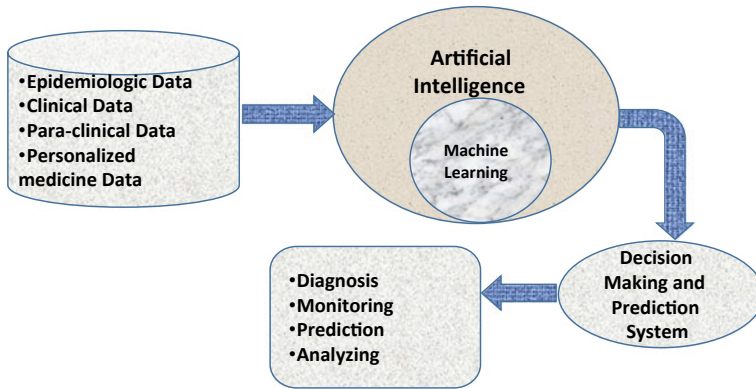 •Epidemiologic Data
•Clinical Data
•Para-clinical Data
•Personalized
medicine Data
Artificial
Intelligence
Machine
Learning
Decision
Making and
Prediction
System
•Diagnosis
•Monitoring
•Prediction
•Analyzing